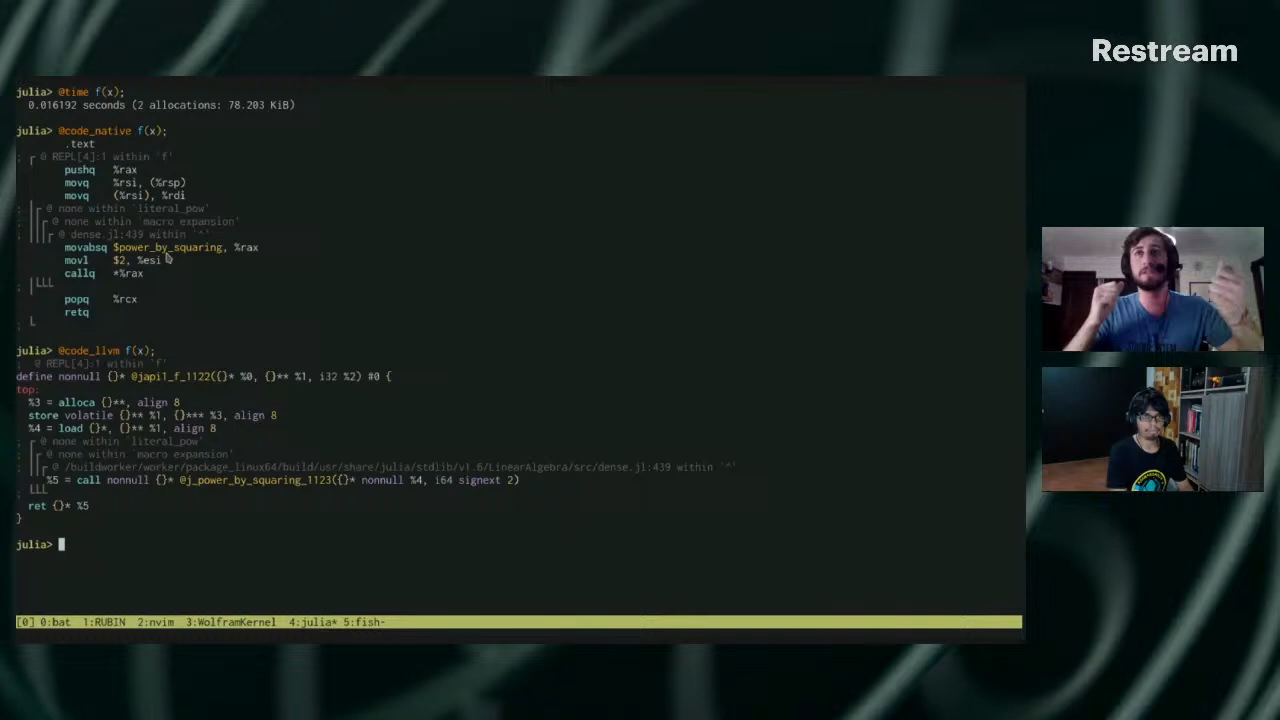 Restream
julia> @time f(x);
0.016192 seconds (2 allocations: 78.203 KiB)
julia> @code_native f(x);
.text
; ┌ @ REPL[4]:1 within `f'
pushq %rax
movq %rsi, (%rsp)
movq (%rsi), %rdi
; │┌ @ none within `literal_pow'
; ││┌ @ none within `macro expansion'
; │││┌ @ dense.jl:439 within `^'
movabsq $power_by_squaring, %rax
movl $2, %esi
callq *%rax
; │└└└
popq %rcx
retq
; └
julia> @code_llvm f(x);
; @ REPL[4]:1 within `f'
define nonnull {}* @japi1_f_1122({}* %0, {}** %1, i32 %2) #0 {
top:
%3 = alloca {}**, align 8
store volatile {}** %1, {}*** %3, align 8
%4 = load {}*, {}** %1, align 8
; ┌ @ none within `literal_pow'
; │┌ @ none within `macro expansion'
; ││┌ @ /buildworker/worker/package_linux64/build/usr/share/julia/stdlib/v1.6/LinearAlgebra/src/dense.jl:439 within `^'
%5 = call nonnull {}* @j_power_by_squaring_1123({}* nonnull %4, i64 signext 2)
; └└└
ret {}* %5
}
julia>
[0] 0:bat 1:RUBIN 2:nvim 3:WolframKernel 4:julia* 5:fish-